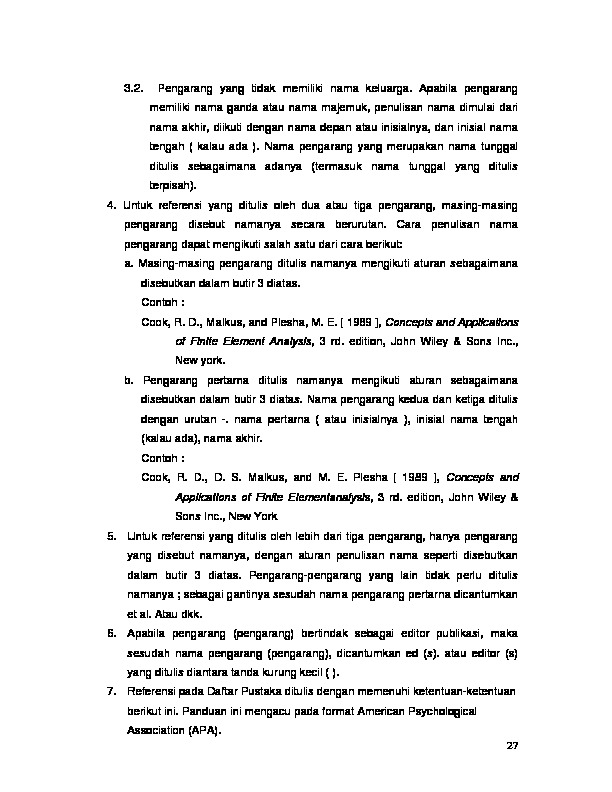 3.2. Pengarang yang tidak memiliki nama keluarga. Apabila pengarang
memiliki nama ganda atau nama majemuk, penulisan nama dimulai dari
nama akhir, diikuti dengan nama depan atau inisialnya, dan inisial nama
tengah ( kalau ada ). Nama pengarang yang merupakan nama tunggal
ditulis sebagaimana adanya (termasuk nama tunggal yang ditulis
terpisah).
4. Untuk referensi yang ditulis oleh dua atau tiga pengarang, masing-masing
pengarang disebut namanya secara berurutan. Cara penulisan nama
pengarang dapat mengikuti salah satu dari cara berikut:
a. Masing-masing pengarang ditulis namanya mengikuti aturan sebagaimana
disebutkan dalam butir 3 diatas.
Contoh :
Cook, R. D., Malkus, and Plesha, M. E. [ 1989 ], Concepts and Applications
of Finite Element Analysis, 3 rd. edition, John Wiley & Sons Inc.,
New york.
b. Pengarang pertama ditulis namanya mengikuti aturan sebagaimana
disebutkan dalam butir 3 diatas. Nama pengarang kedua dan ketiga ditulis
dengan urutan -. nama pertama ( atau inisialnya ), inisial nama tengah
(kalau ada), nama akhir.
Contoh :
Cook, R. D., D. S. Malkus, and M. E. Plesha [ 1989 ], Concepts and
Applications of Finite Elementanalysis, 3 rd. edition, John Wiley &
Sons Inc., New York
5. Untuk referensi yang ditulis oleh lebih dari tiga pengarang, hanya pengarang
yang disebut namanya, dengan aturan penulisan nama seperti disebutkan
dalam butir 3 diatas. Pengarang-pengarang yang lain tidak perlu ditulis
namanya ; sebagai gantinya sesudah nama pengarang pertama dicantumkan
et al. Atau dkk.
6. Apabila pengarang (pengarang) bertindak sebagai editor publikasi, maka
sesudah nama pengarang (pengarang), dicantumkan ed (s). atau editor (s)
yang ditulis diantara tanda kurung kecil ( ).
7. Referensi pada Daftar Pustaka ditulis dengan memenuhi ketentuan-ketentuan
berikut ini. Panduan ini mengacu pada format American Psychological
Association (APA).
27